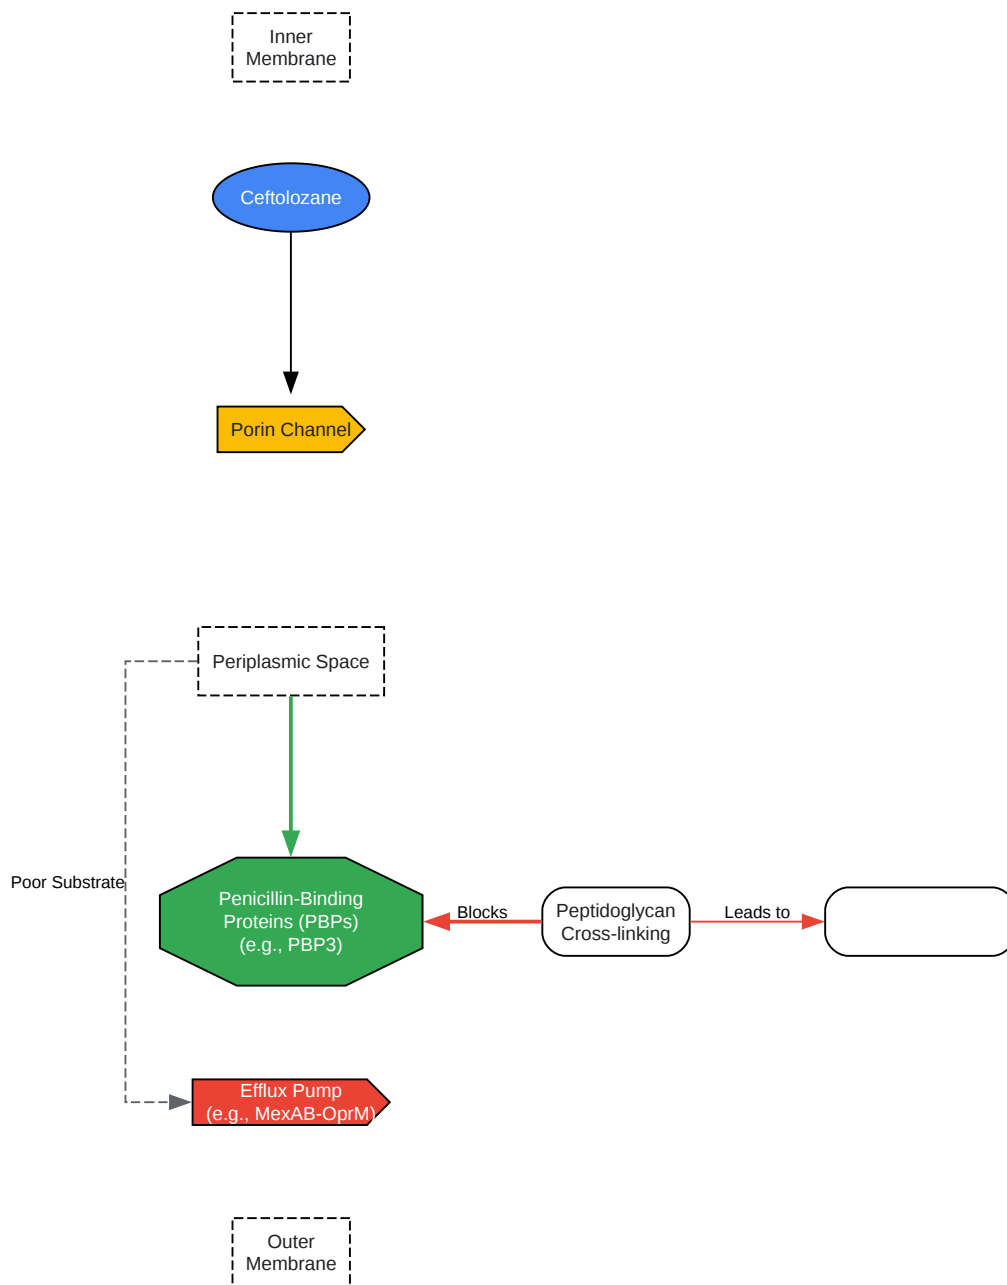 Inner
Membrane
Ceftolozane
Porin Channel
Periplasmic Space
Poor Substrate
Penicillin-Binding
Proteins (PBPs)
(e.g., PBP3)
Blocks
Peptidoglycan
Cross-linking
Leads to
Efflux Pump
(e.g., MexAB-OprM)
Outer
Membrane